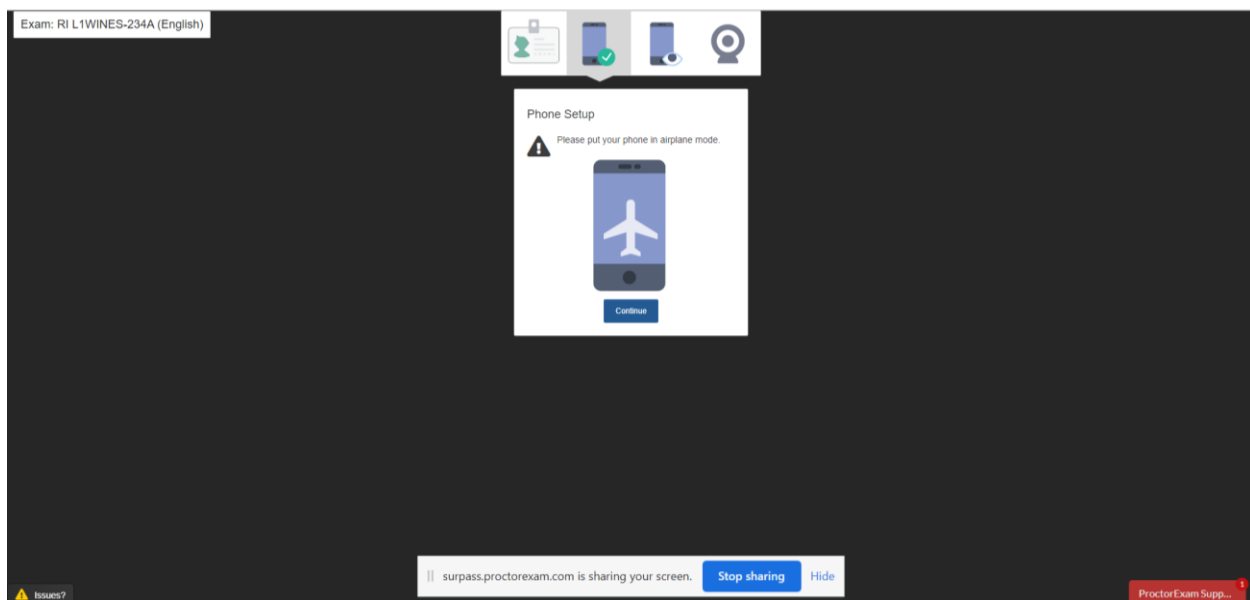 Exam: RI L1WINES-234A (English)
Phone Setup
Please put your phone in airplane mode.
Continue
surpass.proctorexam.com is sharing your screen. Stop sharing Hide
Issues?
ProctorExam Supp... 1